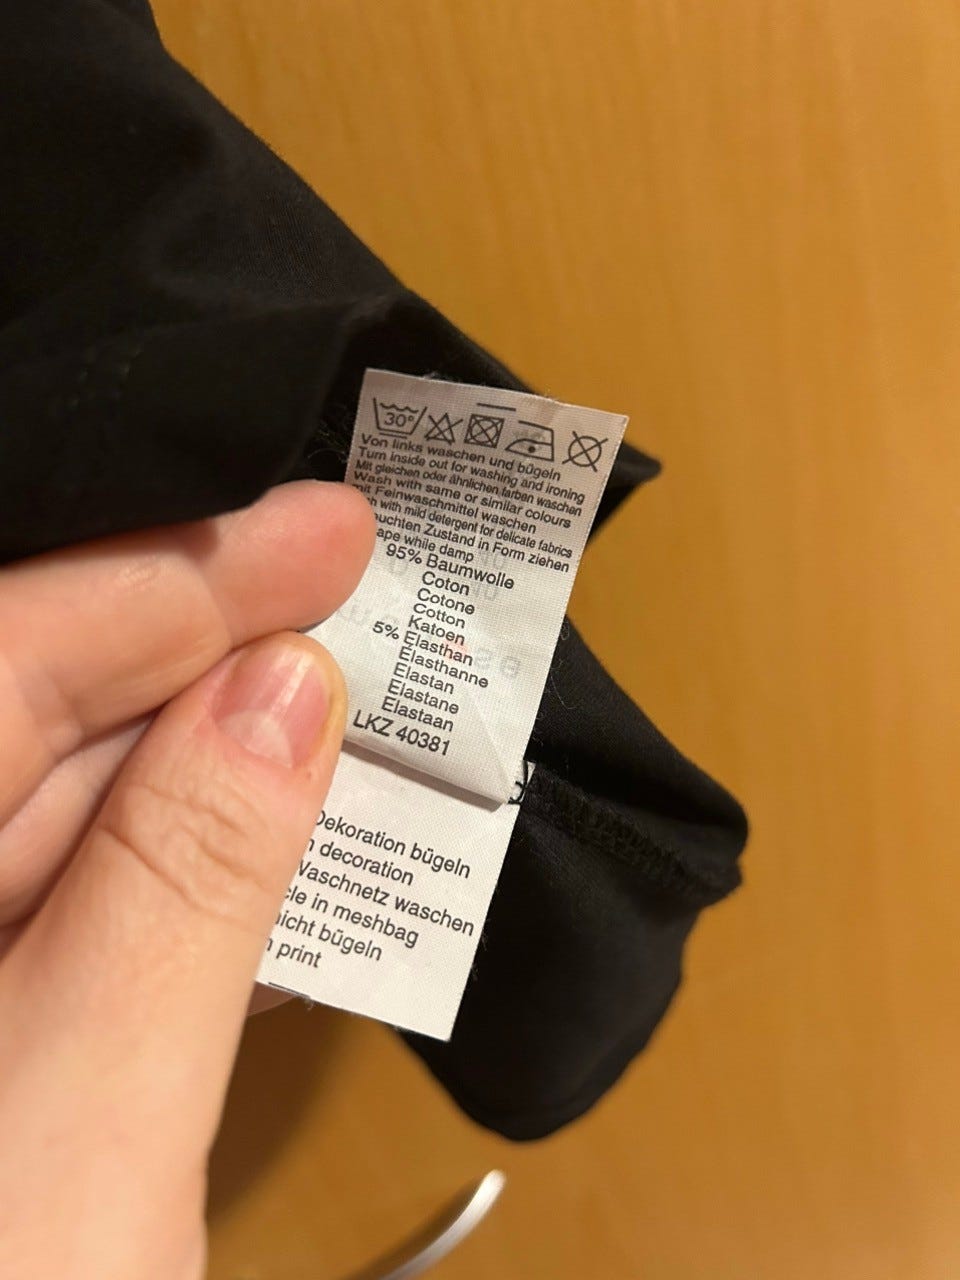 30°
Von links waschen und bügeln
Turn inside out for washing and ironing
Mit gleichen oder ähnlichen farben waschen
Wash with same or similar colours
mit Feinwaschmittel waschen
with mild detergent for delicate fabrics
Zustand in Form ziehen
while damp
95% Baumwolle
Coton
Cotone
Cotton
Katoen
5% Elasthan
Élasthanne
Elastan
Elastane
Elastaan
LKZ 40381
Dekoration bügeln
decoration
Waschnetz waschen
in meshbag
nicht bügeln
print